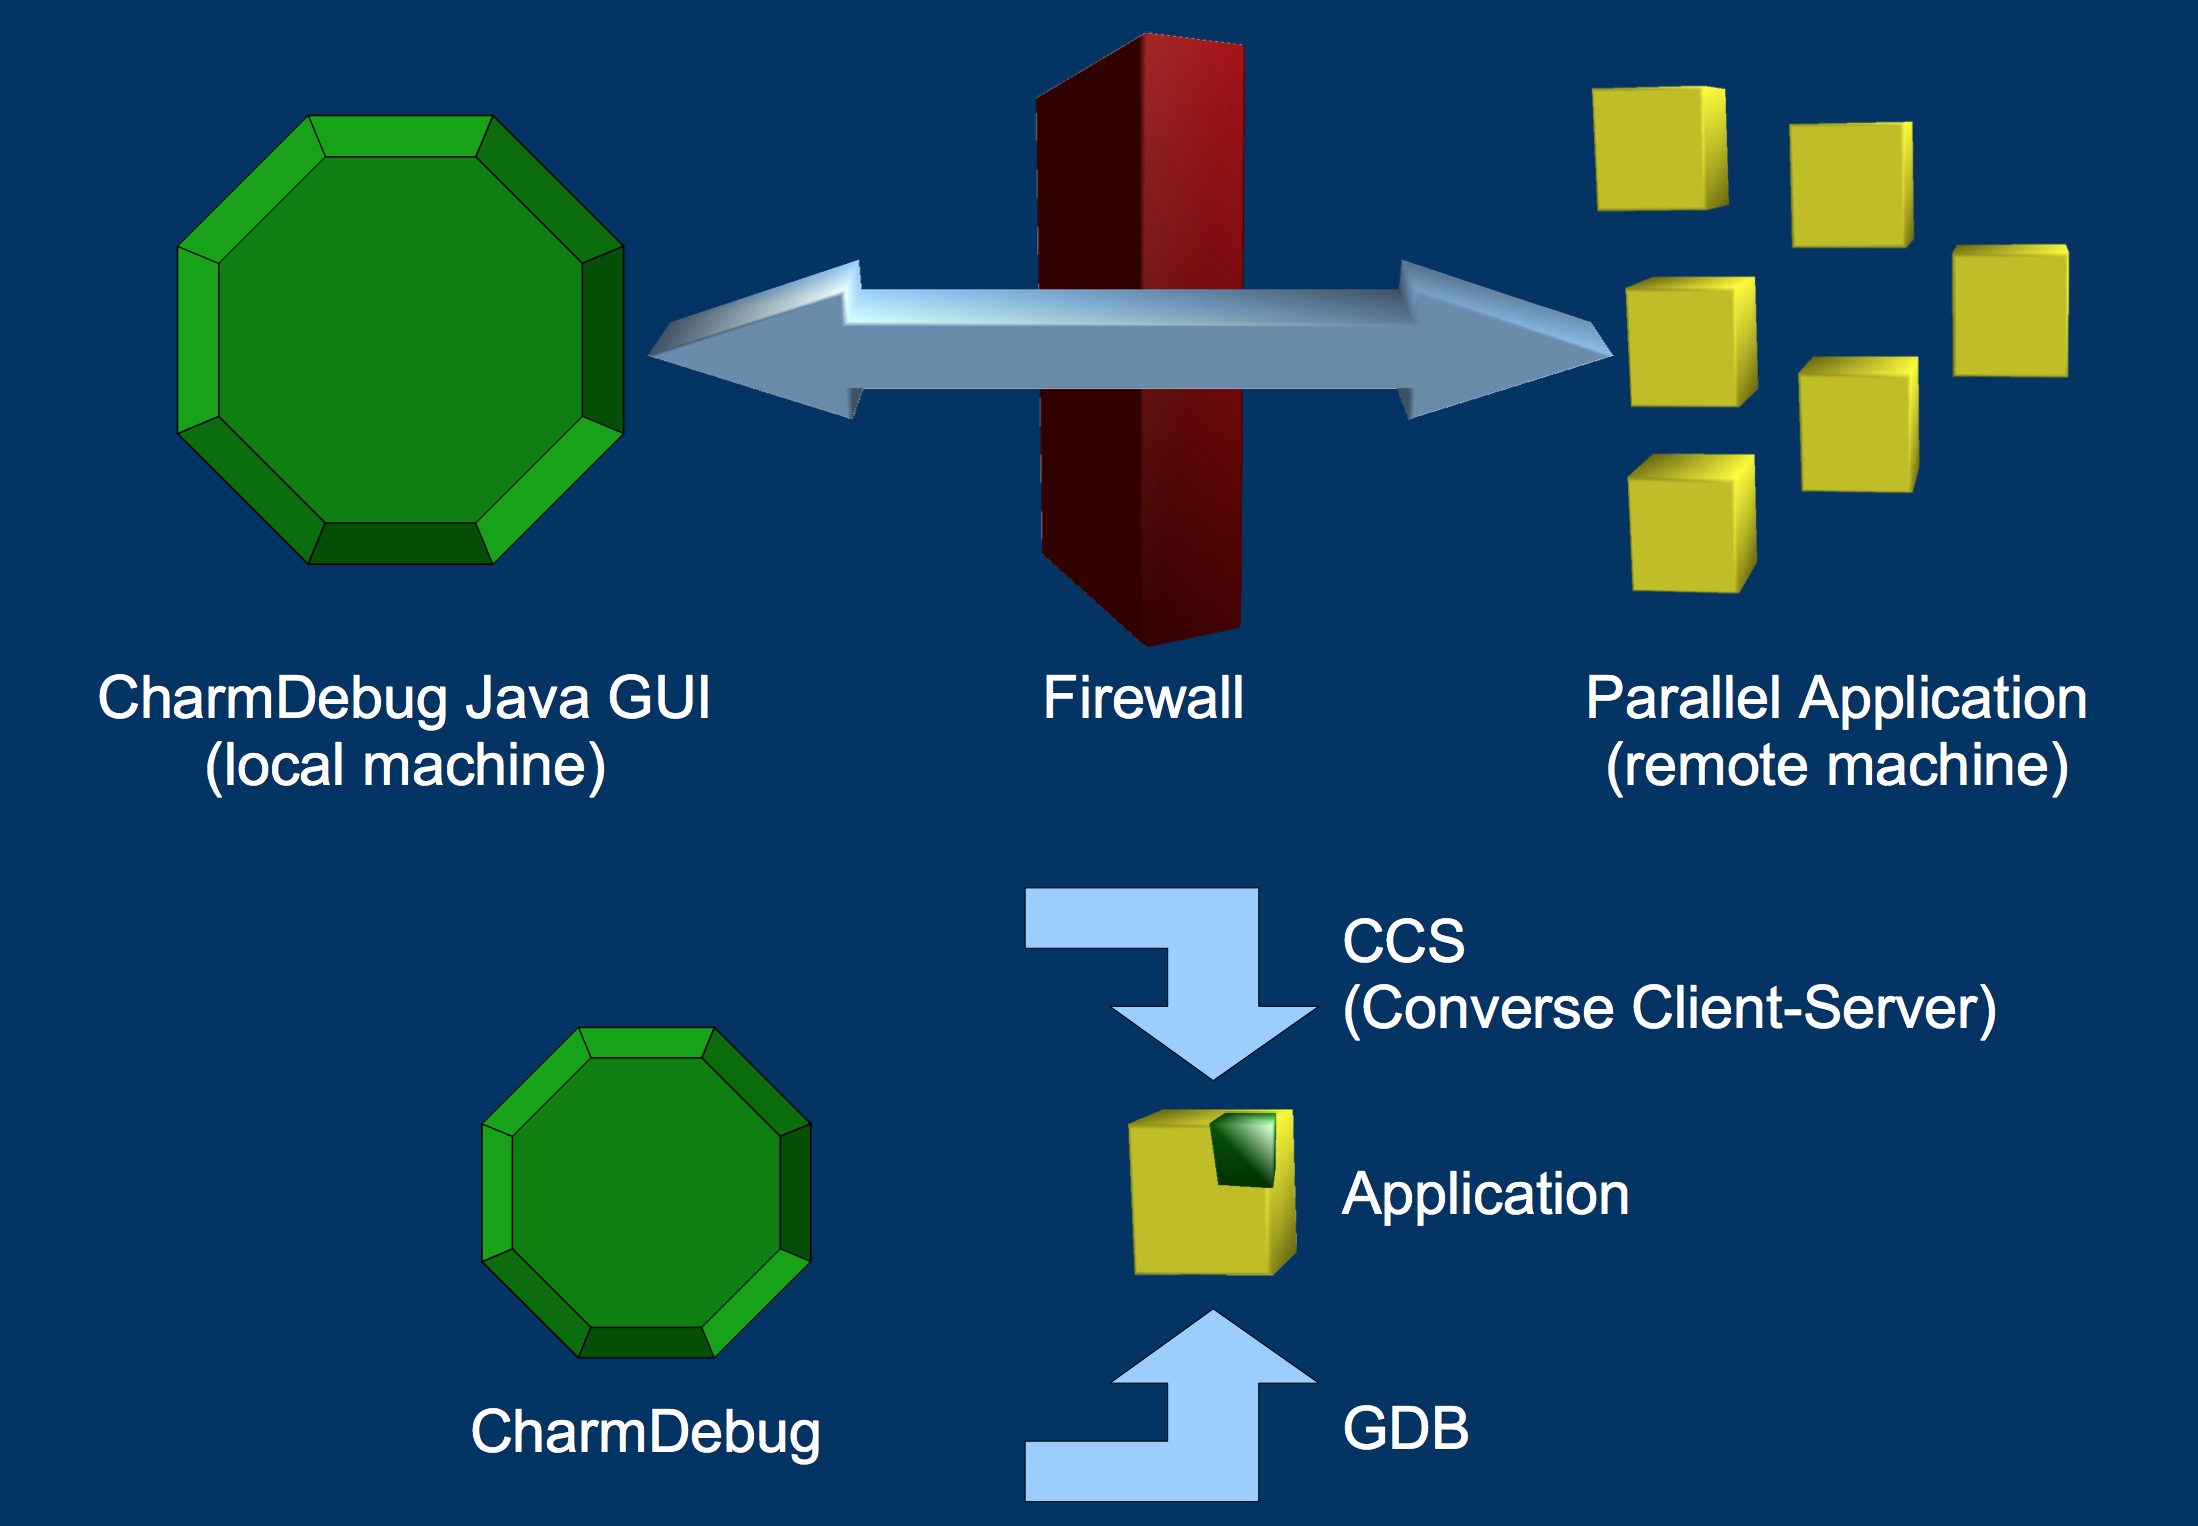 CharmDebug Java GUI
(local machine)
Firewall
Parallel Application
(remote machine)
CCS
(Converse Client-Server)
Application
CharmDebug
GDB